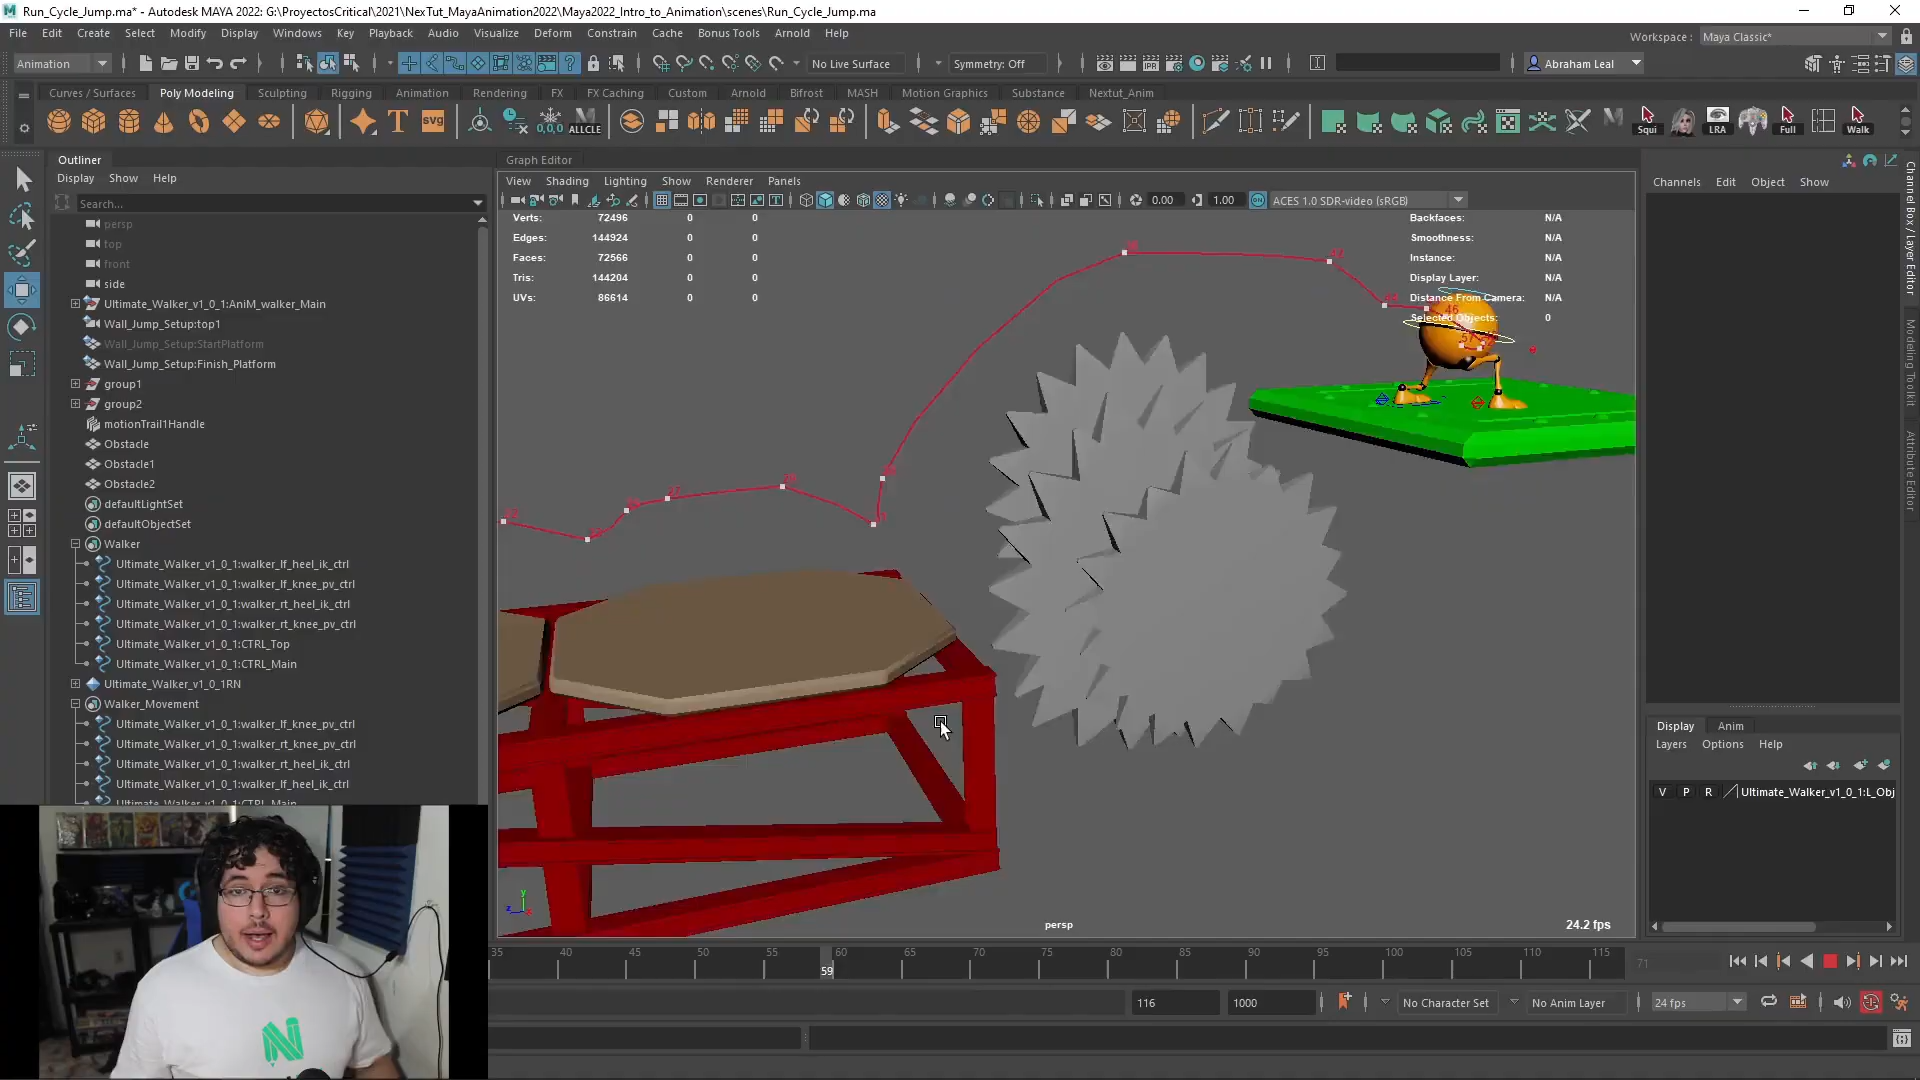 Run_Cycle_Jump.ma* - Autodesk MAYA 2022: G:\ProyectosCritical\2021\NexTut_MayaAnimation2022\Maya2022_Intro_to_Animation\scenes\Run_Cycle_Jump.ma
File Edit Create Select Modify Display Windows Key Playback Audio Visualize Deform Constrain Cache Bonus Tools Arnold Help
Workspace : Maya Classic*
Animation
No Live Surface
Symmetry: Off
Abraham Leal
Curves / Surfaces Poly Modeling Sculpting Rigging Animation Rendering FX FX Caching Custom Arnold Bifrost MASH Motion Graphics Substance Nextut_Anim
T svg 0,0,0 ALLCLE Squi LRA Full Walk
Outliner
Display Show Help
Search...
persp
top
front
side
Ultimate_Walker_v1_0_1:AniM_walker_Main
Wall_Jump_Setup:top1
Wall_Jump_Setup:StartPlatform
Wall_Jump_Setup:Finish_Platform
group1
group2
motionTrail1Handle
Obstacle
Obstacle1
Obstacle2
defaultLightSet
defaultObjectSet
Walker
Ultimate_Walker_v1_0_1:walker_lf_heel_ik_ctrl
Ultimate_Walker_v1_0_1:walker_lf_knee_pv_ctrl
Ultimate_Walker_v1_0_1:walker_rt_heel_ik_ctrl
Ultimate_Walker_v1_0_1:walker_rt_knee_pv_ctrl
Ultimate_Walker_v1_0_1:CTRL_Top
Ultimate_Walker_v1_0_1:CTRL_Main
Ultimate_Walker_v1_0_1RN
Walker_Movement
Ultimate_Walker_v1_0_1:walker_lf_knee_pv_ctrl
Ultimate_Walker_v1_0_1:walker_rt_knee_pv_ctrl
Ultimate_Walker_v1_0_1:walker_rt_heel_ik_ctrl
Ultimate_Walker_v1_0_1:walker_lf_heel_ik_ctrl
Ultimate_Walker_v1_0_1:CTRL_Main
Graph Editor
View Shading Lighting Show Renderer Panels
0.00 1.00 ACES 1.0 SDR-video (sRGB)
Verts: 72496 0 0
Edges: 144924 0 0
Faces: 72566 0 0
Tris: 144204 0 0
UVs: 86614 0 0
Backfaces: N/A
Smoothness: N/A
Instance: N/A
Display Layer: N/A
Distance From Camera: N/A
Selected Objects: 0
27
46
persp
24.2 fps
Channels Edit Object Show
Channel Box / Layer Editor
Modeling Toolkit
Attribute Editor
Display Anim
Layers Options Help
V P R Ultimate_Walker_v1_0_1:L_Obj
35 40 45 50 55 60 65 70 75 80 85 90 95 100 105 110 115
59
71
116 1000 No Character Set No Anim Layer 24 fps
N